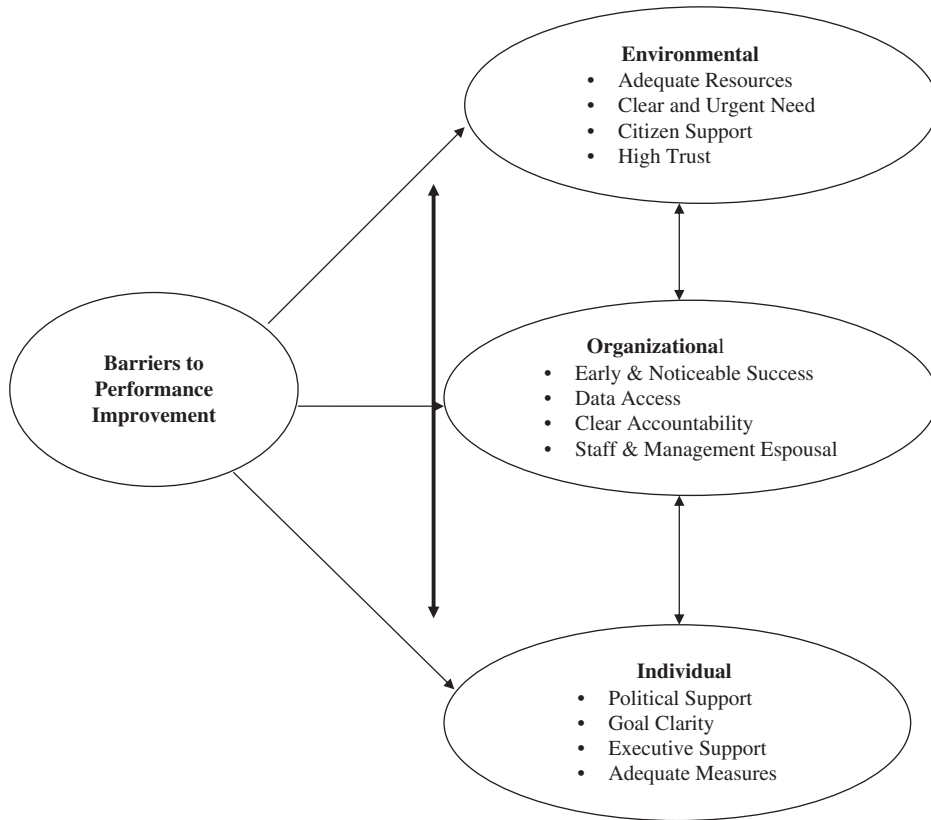 Environmental
• Adequate Resources
• Clear and Urgent Need
• Citizen Support
• High Trust
Barriers to
Performance
Improvement
Organizational
• Early & Noticeable Success
• Data Access
• Clear Accountability
• Staff & Management Espousal
Individual
• Political Support
• Goal Clarity
• Executive Support
• Adequate Measures